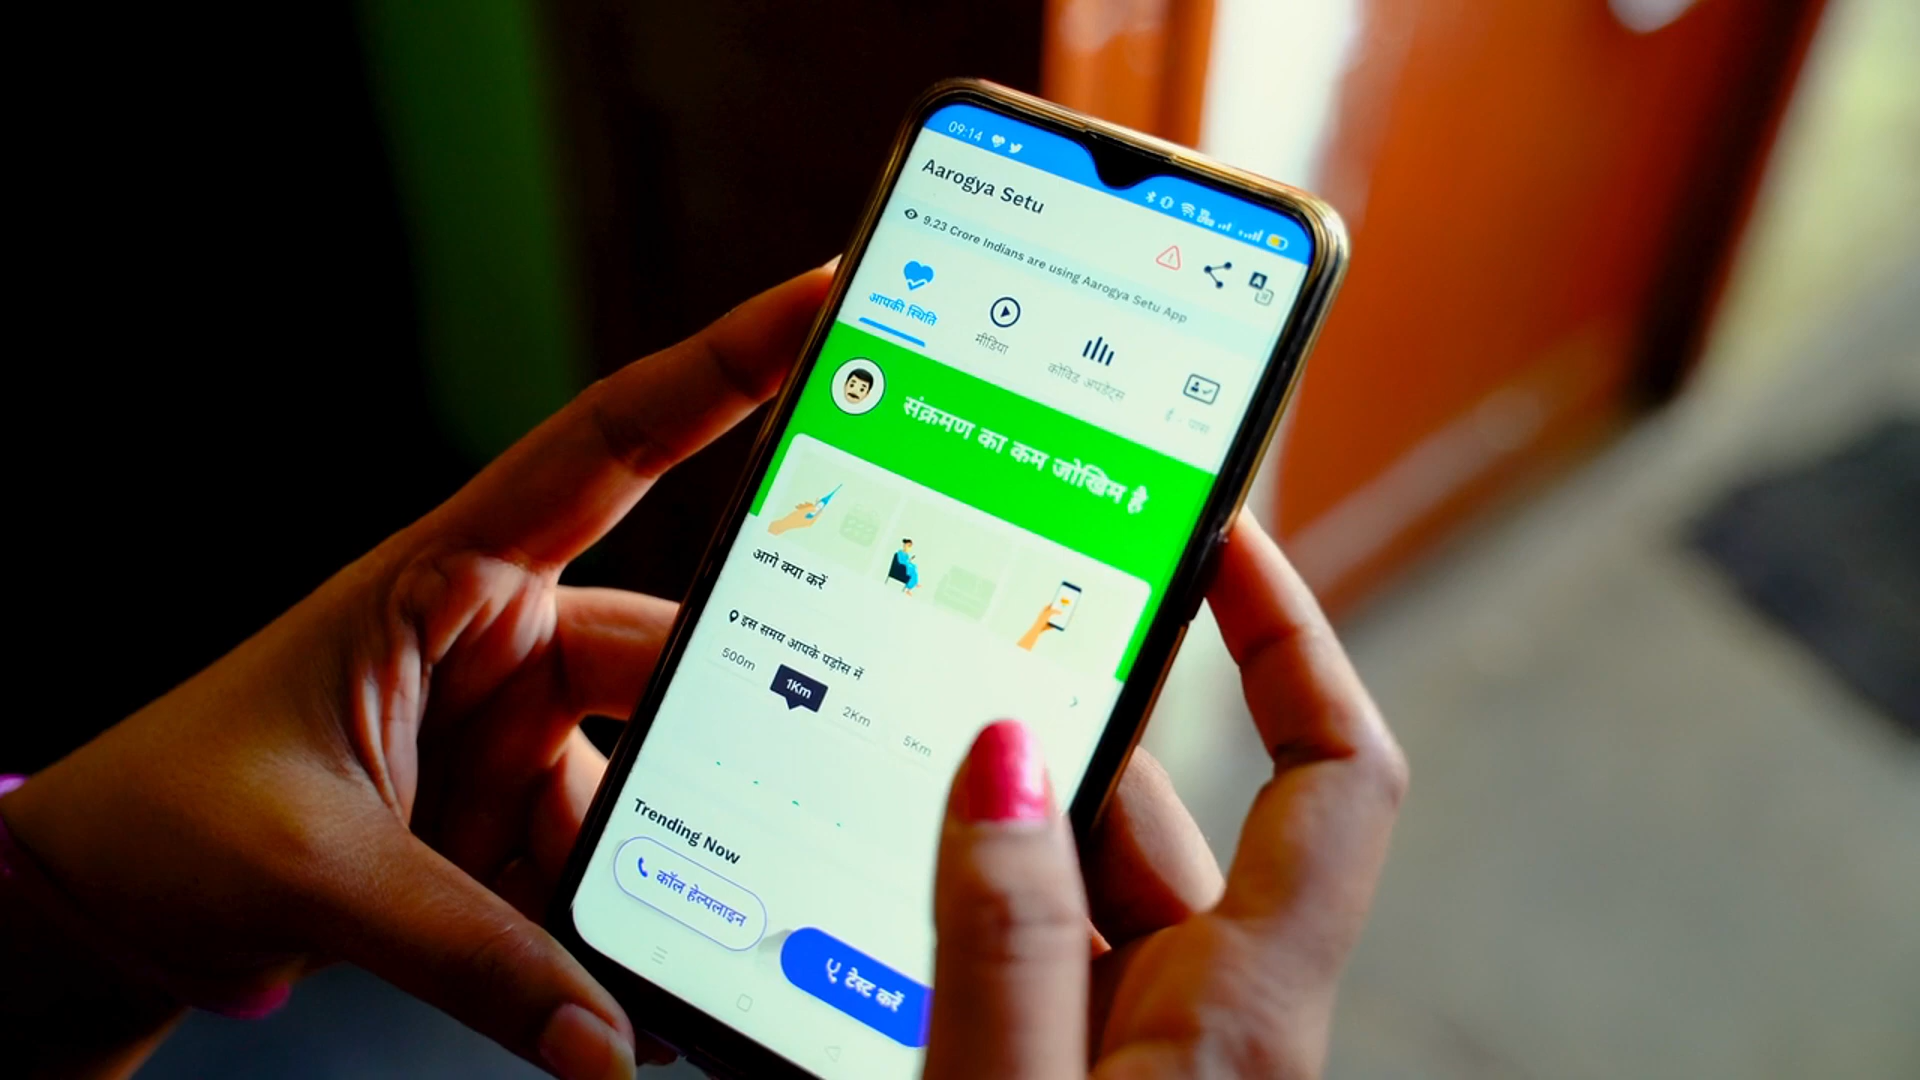 09:14
Aarogya Setu
9.23 Crore Indians are using Aarogya Setu App
आपकी स्थिति
मीडिया
कोविड अपडेट्स
ई - पास
संक्रमण का कम जोखिम है
आगे क्या करें
इस समय आपके पड़ोस में
500m 1Km 2Km 5Km
Trending Now
कॉल हेल्पलाइन
टेस्ट करें